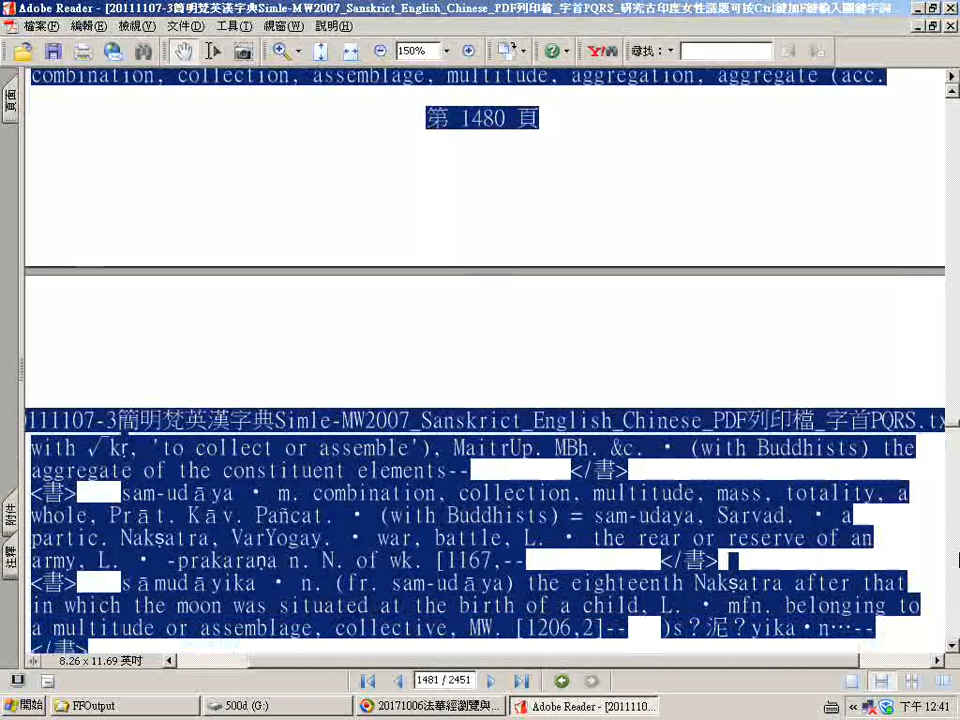 Adobe Reader - [20111107-3簡明梵英漢字典Simle-MW2007_Sanskrict_English_Chinese_PDF列印檔_字首PQRS_研究古印度女性議題可按Ctrl鍵加F鍵輸入關鍵字詞...
檔案(F) 編輯(E) 檢視(V) 文件(D) 工具(T) 視窗(W) 說明(H)
150% Y! 尋找:
頁面
combination, collection, assemblage, multitude, aggregation, aggregate (acc.
第 1480 頁
111107-3簡明梵英漢字典Simle-MW2007_Sanskrict_English_Chinese_PDF列印檔_字首PQRS.tx
with √kṛ, 'to collect or assemble'), MaitrUp. MBh. &c. • (with Buddhists) the
aggregate of the constituent elements-- </書>
<書> sam-udāya • m. combination, collection, multitude, mass, totality, a
whole, Prāt. Kāv. Pañcat. • (with Buddhists) = sam-udaya, Sarvad. • a
partic. Nakṣatra, VarYogay. • war, battle, L. • the rear or reserve of an
army, L. • -prakaraṇa n. N. of wk. [1167,-- </書>
<書> sāmudāyika • n. (fr. sam-udāya) the eighteenth Nakṣatra after that
in which the moon was situated at the birth of a child, L. • mfn. belonging to
a multitude or assemblage, collective, MW. [1206,2]-- )s？泥？yika•n…--
</書>
附件
注釋
8.26 x 11.69 英吋
1481 / 2451
開始 FFOutput 500d (G:) 20171006法華經瀏覽與... Adobe Reader - [2011110... 下午 12:41